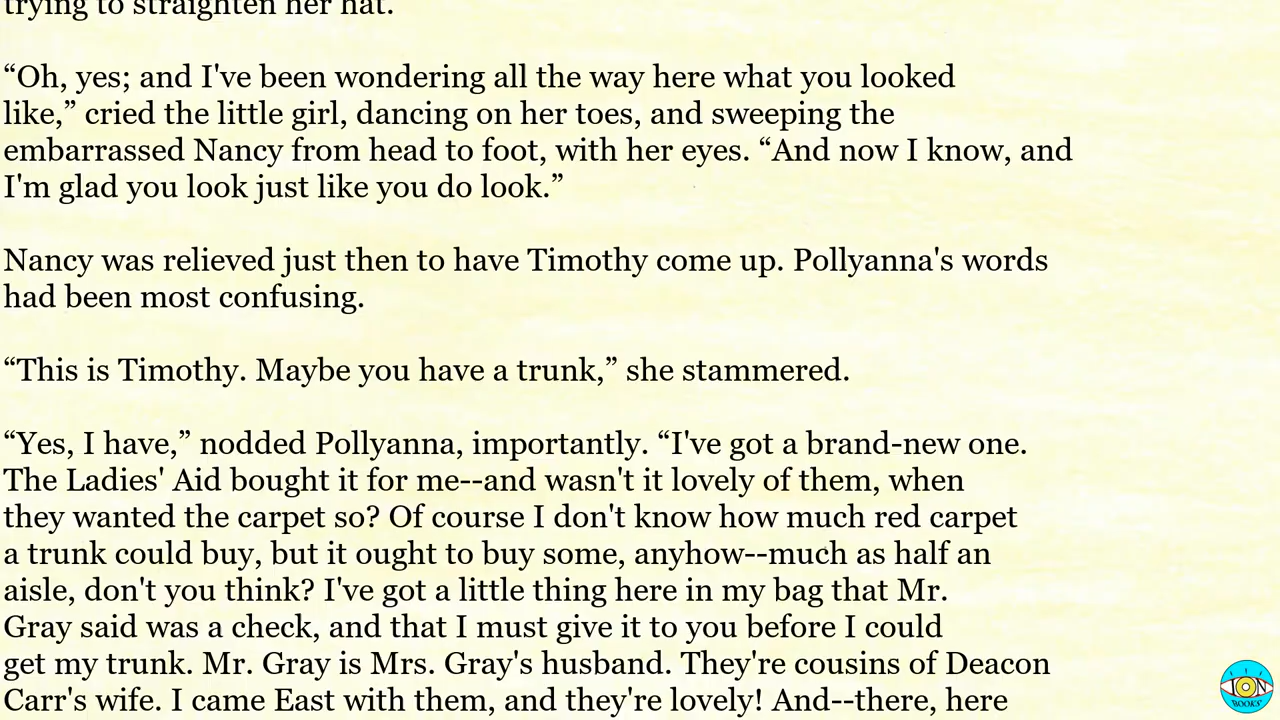 trying to straighten her hat.
“Oh, yes; and I've been wondering all the way here what you looked
like,” cried the little girl, dancing on her toes, and sweeping the
embarrassed Nancy from head to foot, with her eyes. “And now I know, and
I'm glad you look just like you do look.”
Nancy was relieved just then to have Timothy come up. Pollyanna's words
had been most confusing.
“This is Timothy. Maybe you have a trunk,” she stammered.
“Yes, I have,” nodded Pollyanna, importantly. “I've got a brand-new one.
The Ladies' Aid bought it for me--and wasn't it lovely of them, when
they wanted the carpet so? Of course I don't know how much red carpet
a trunk could buy, but it ought to buy some, anyhow--much as half an
aisle, don't you think? I've got a little thing here in my bag that Mr.
Gray said was a check, and that I must give it to you before I could
get my trunk. Mr. Gray is Mrs. Gray's husband. They're cousins of Deacon
Carr's wife. I came East with them, and they're lovely! And--there, here
ION
BOOKS